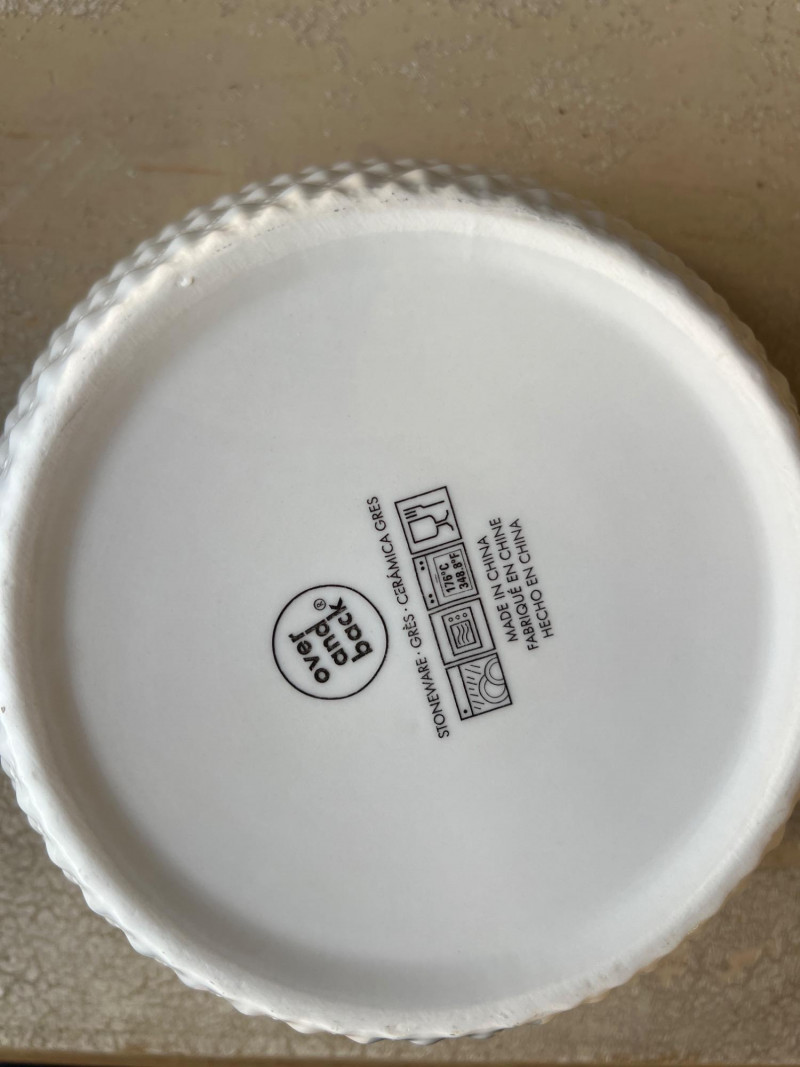 over
and
back®
STONEWARE · GRÈS · CERÁMICA GRES
176°C
348.8°F
MADE IN CHINA
FABRIQUÉ EN CHINE
HECHO EN CHINA